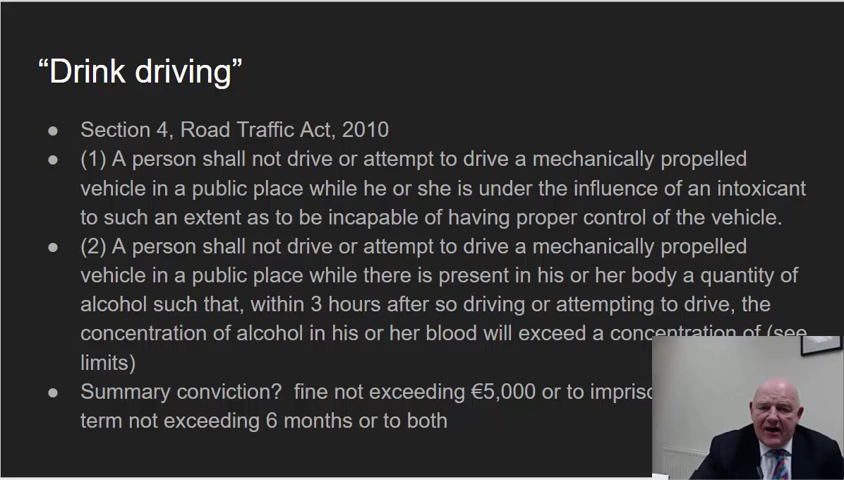 “Drink driving”
● Section 4, Road Traffic Act, 2010
● (1) A person shall not drive or attempt to drive a mechanically propelled
vehicle in a public place while he or she is under the influence of an intoxicant
to such an extent as to be incapable of having proper control of the vehicle.
● (2) A person shall not drive or attempt to drive a mechanically propelled
vehicle in a public place while there is present in his or her body a quantity of
alcohol such that, within 3 hours after so driving or attempting to drive, the
concentration of alcohol in his or her blood will exceed a concentration of (see
limits)
● Summary conviction? fine not exceeding €5,000 or to
term not exceeding 6 months or to both